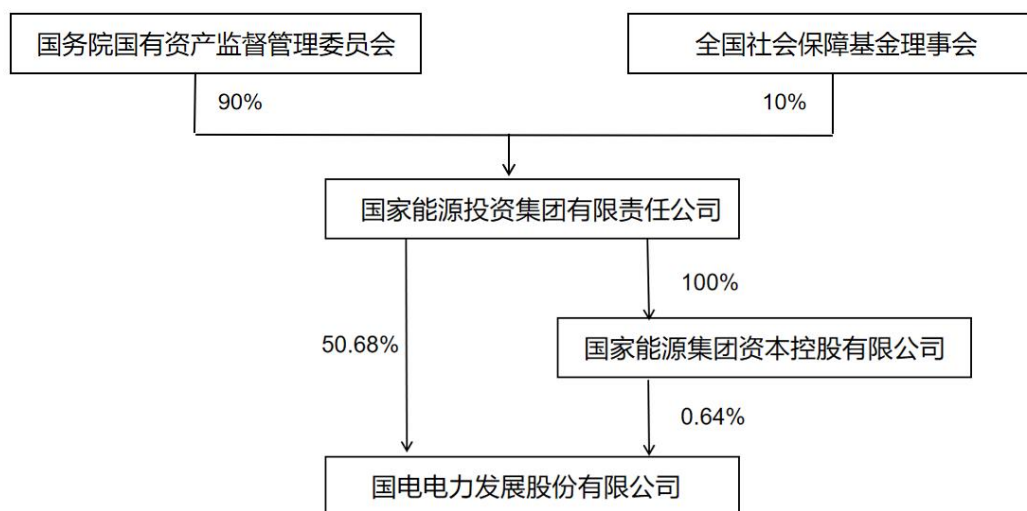 国务院国有资产监督管理委员会
全国社会保障基金理事会
90%
10%
国家能源投资集团有限责任公司
100%
50.68%
国家能源集团资本控股有限公司
0.64%
国电电力发展股份有限公司